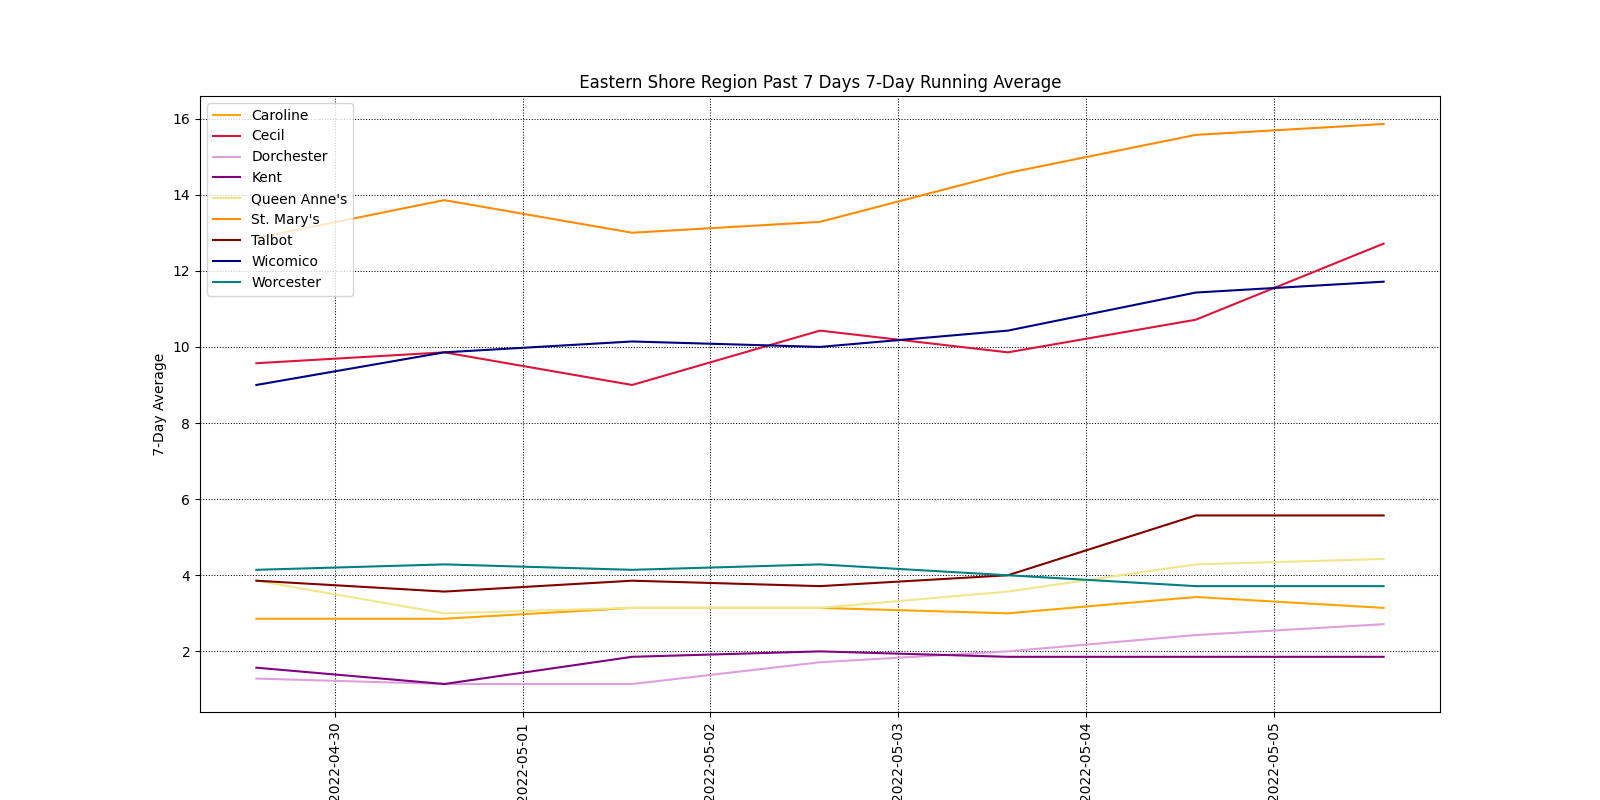 Eastern Shore Region Past 7 Days 7-Day Running Average
Caroline
Cecil
Dorchester
Kent
Queen Anne's
St. Mary's
Talbot
Wicomico
Worcester
16
14
12
10
8
6
4
2
7-Day Average
2022-04-30
2022-05-01
2022-05-02
2022-05-03
2022-05-04
2022-05-05